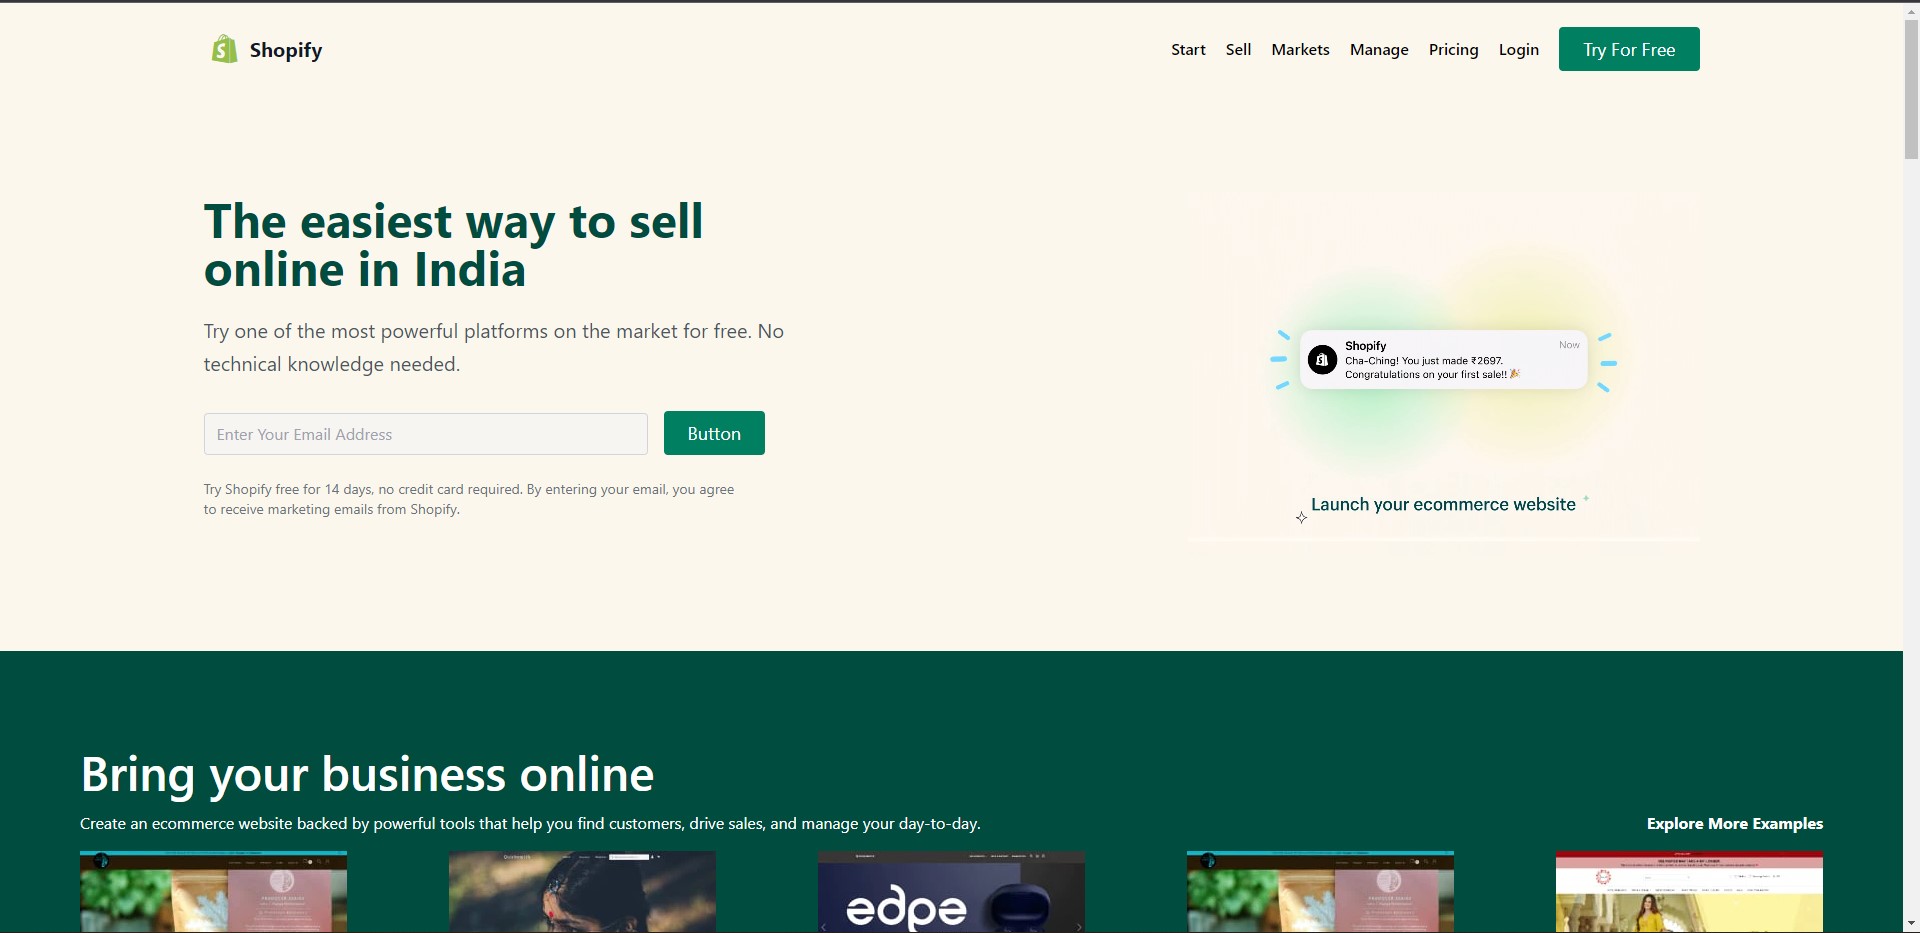 Shopify
Start Sell Markets Manage Pricing Login Try For Free
The easiest way to sell
online in India
Try one of the most powerful platforms on the market for free. No
technical knowledge needed.
Enter Your Email Address
Button
Try Shopify free for 14 days, no credit card required. By entering your email, you agree
to receive marketing emails from Shopify.
Shopify Now
Cha-Ching! You just made ₹2697.
Congratulations on your first sale!! 🎉
Launch your ecommerce website
Bring your business online
Create an ecommerce website backed by powerful tools that help you find customers, drive sales, and manage your day-to-day.
Explore More Examples
edpe